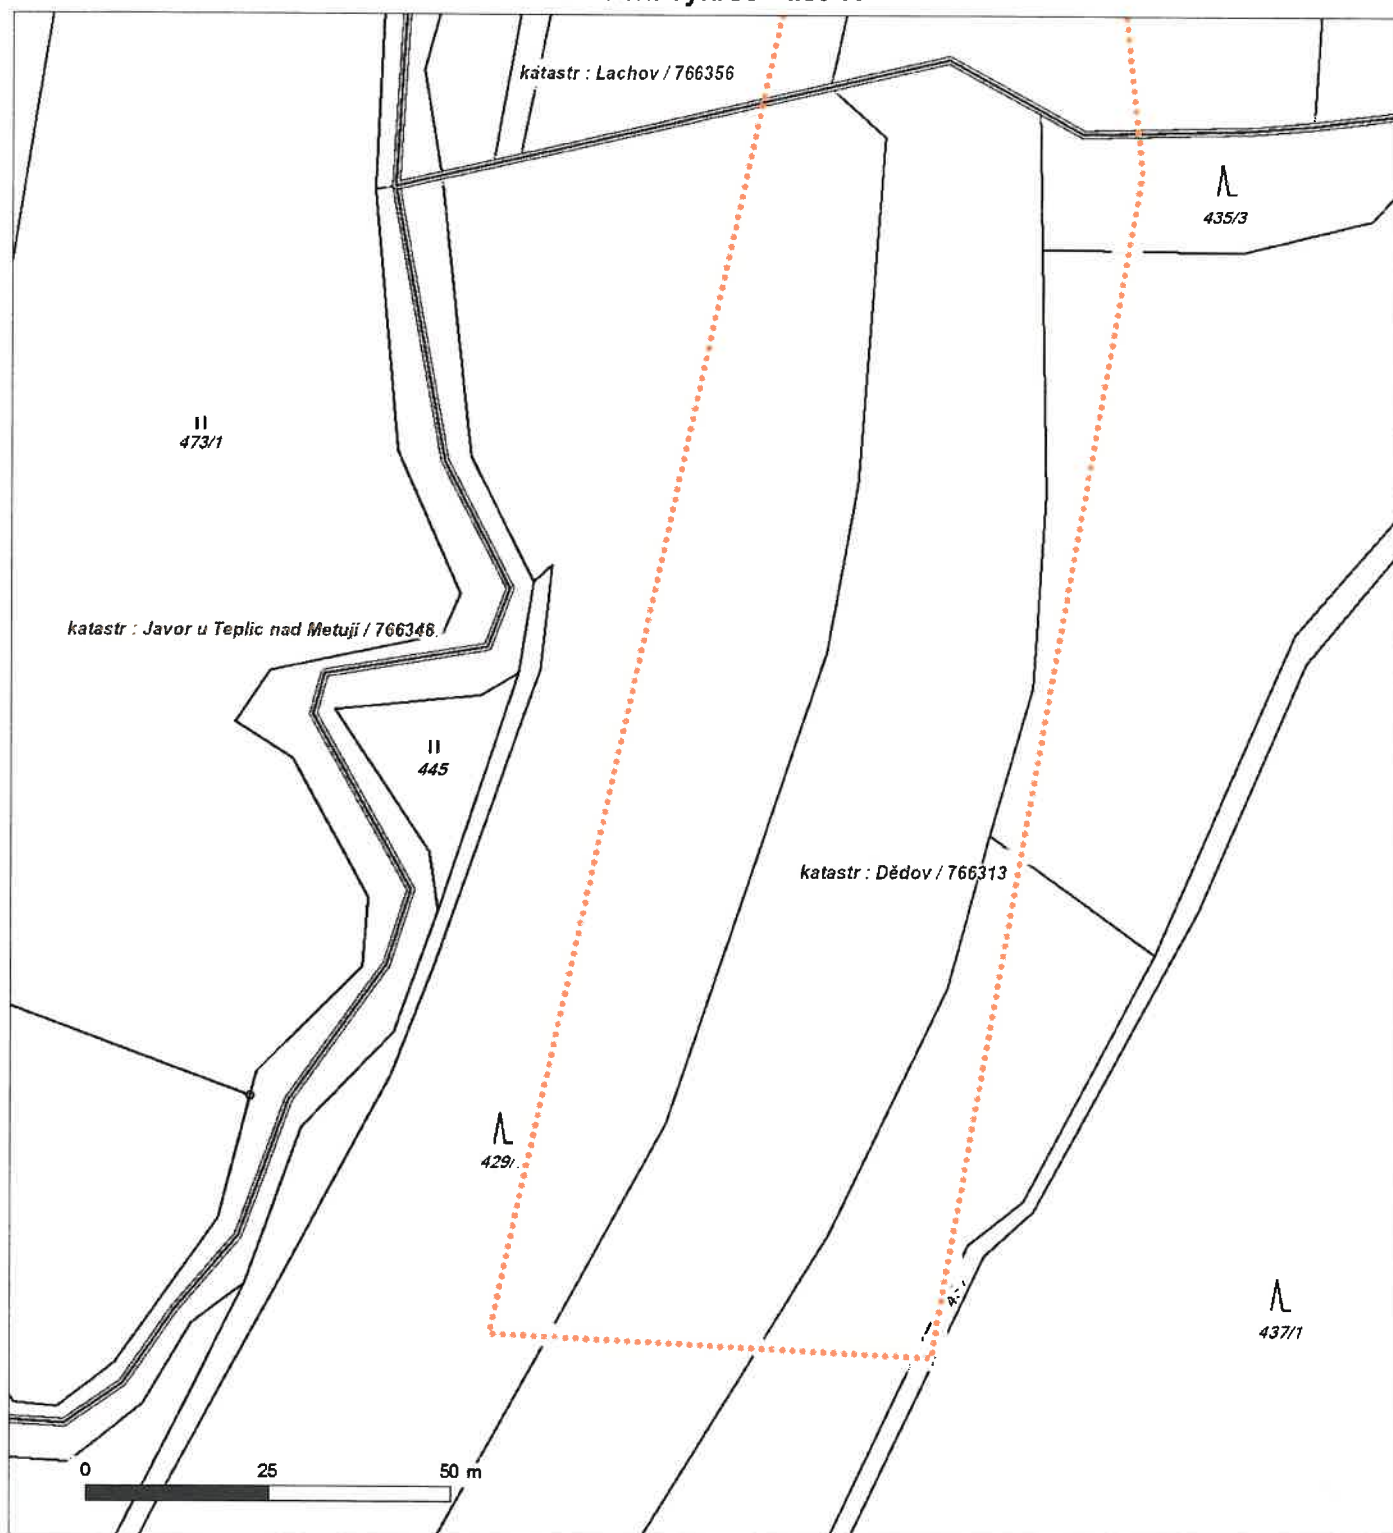 katastr : Lachov / 766356
435/3
473/1
katastr : Javor u Teplic nad Metují / 766348
445
katastr : Dědov / 766313
429/
437/1
0 25 50 m